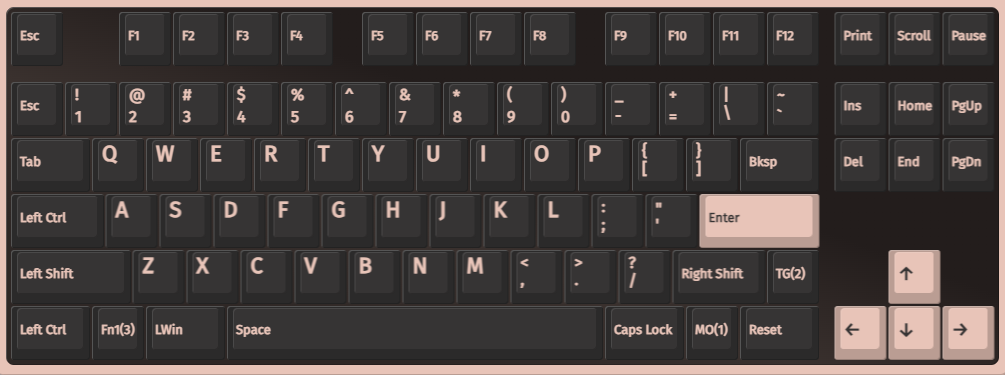 Esc F1 F2 F3 F4 F5 F6 F7 F8 F9 F10 F11 F12 Print Scroll Pause
! @ # $ % ^ & * ( ) _ + | ~
Esc 1 2 3 4 5 6 7 8 9 0 - = \ ` Ins Home PgUp
Q W E R T Y U I O P { }
Tab [ ] Bksp Del End PgDn
A S D F G H J K L : "
Left Ctrl ; ' Enter
Z X C V B N M < > ?
Left Shift , . / Right Shift TG(2) ↑
Left Ctrl Fn1(3) LWin Space Caps Lock MO(1) Reset ← ↓ →